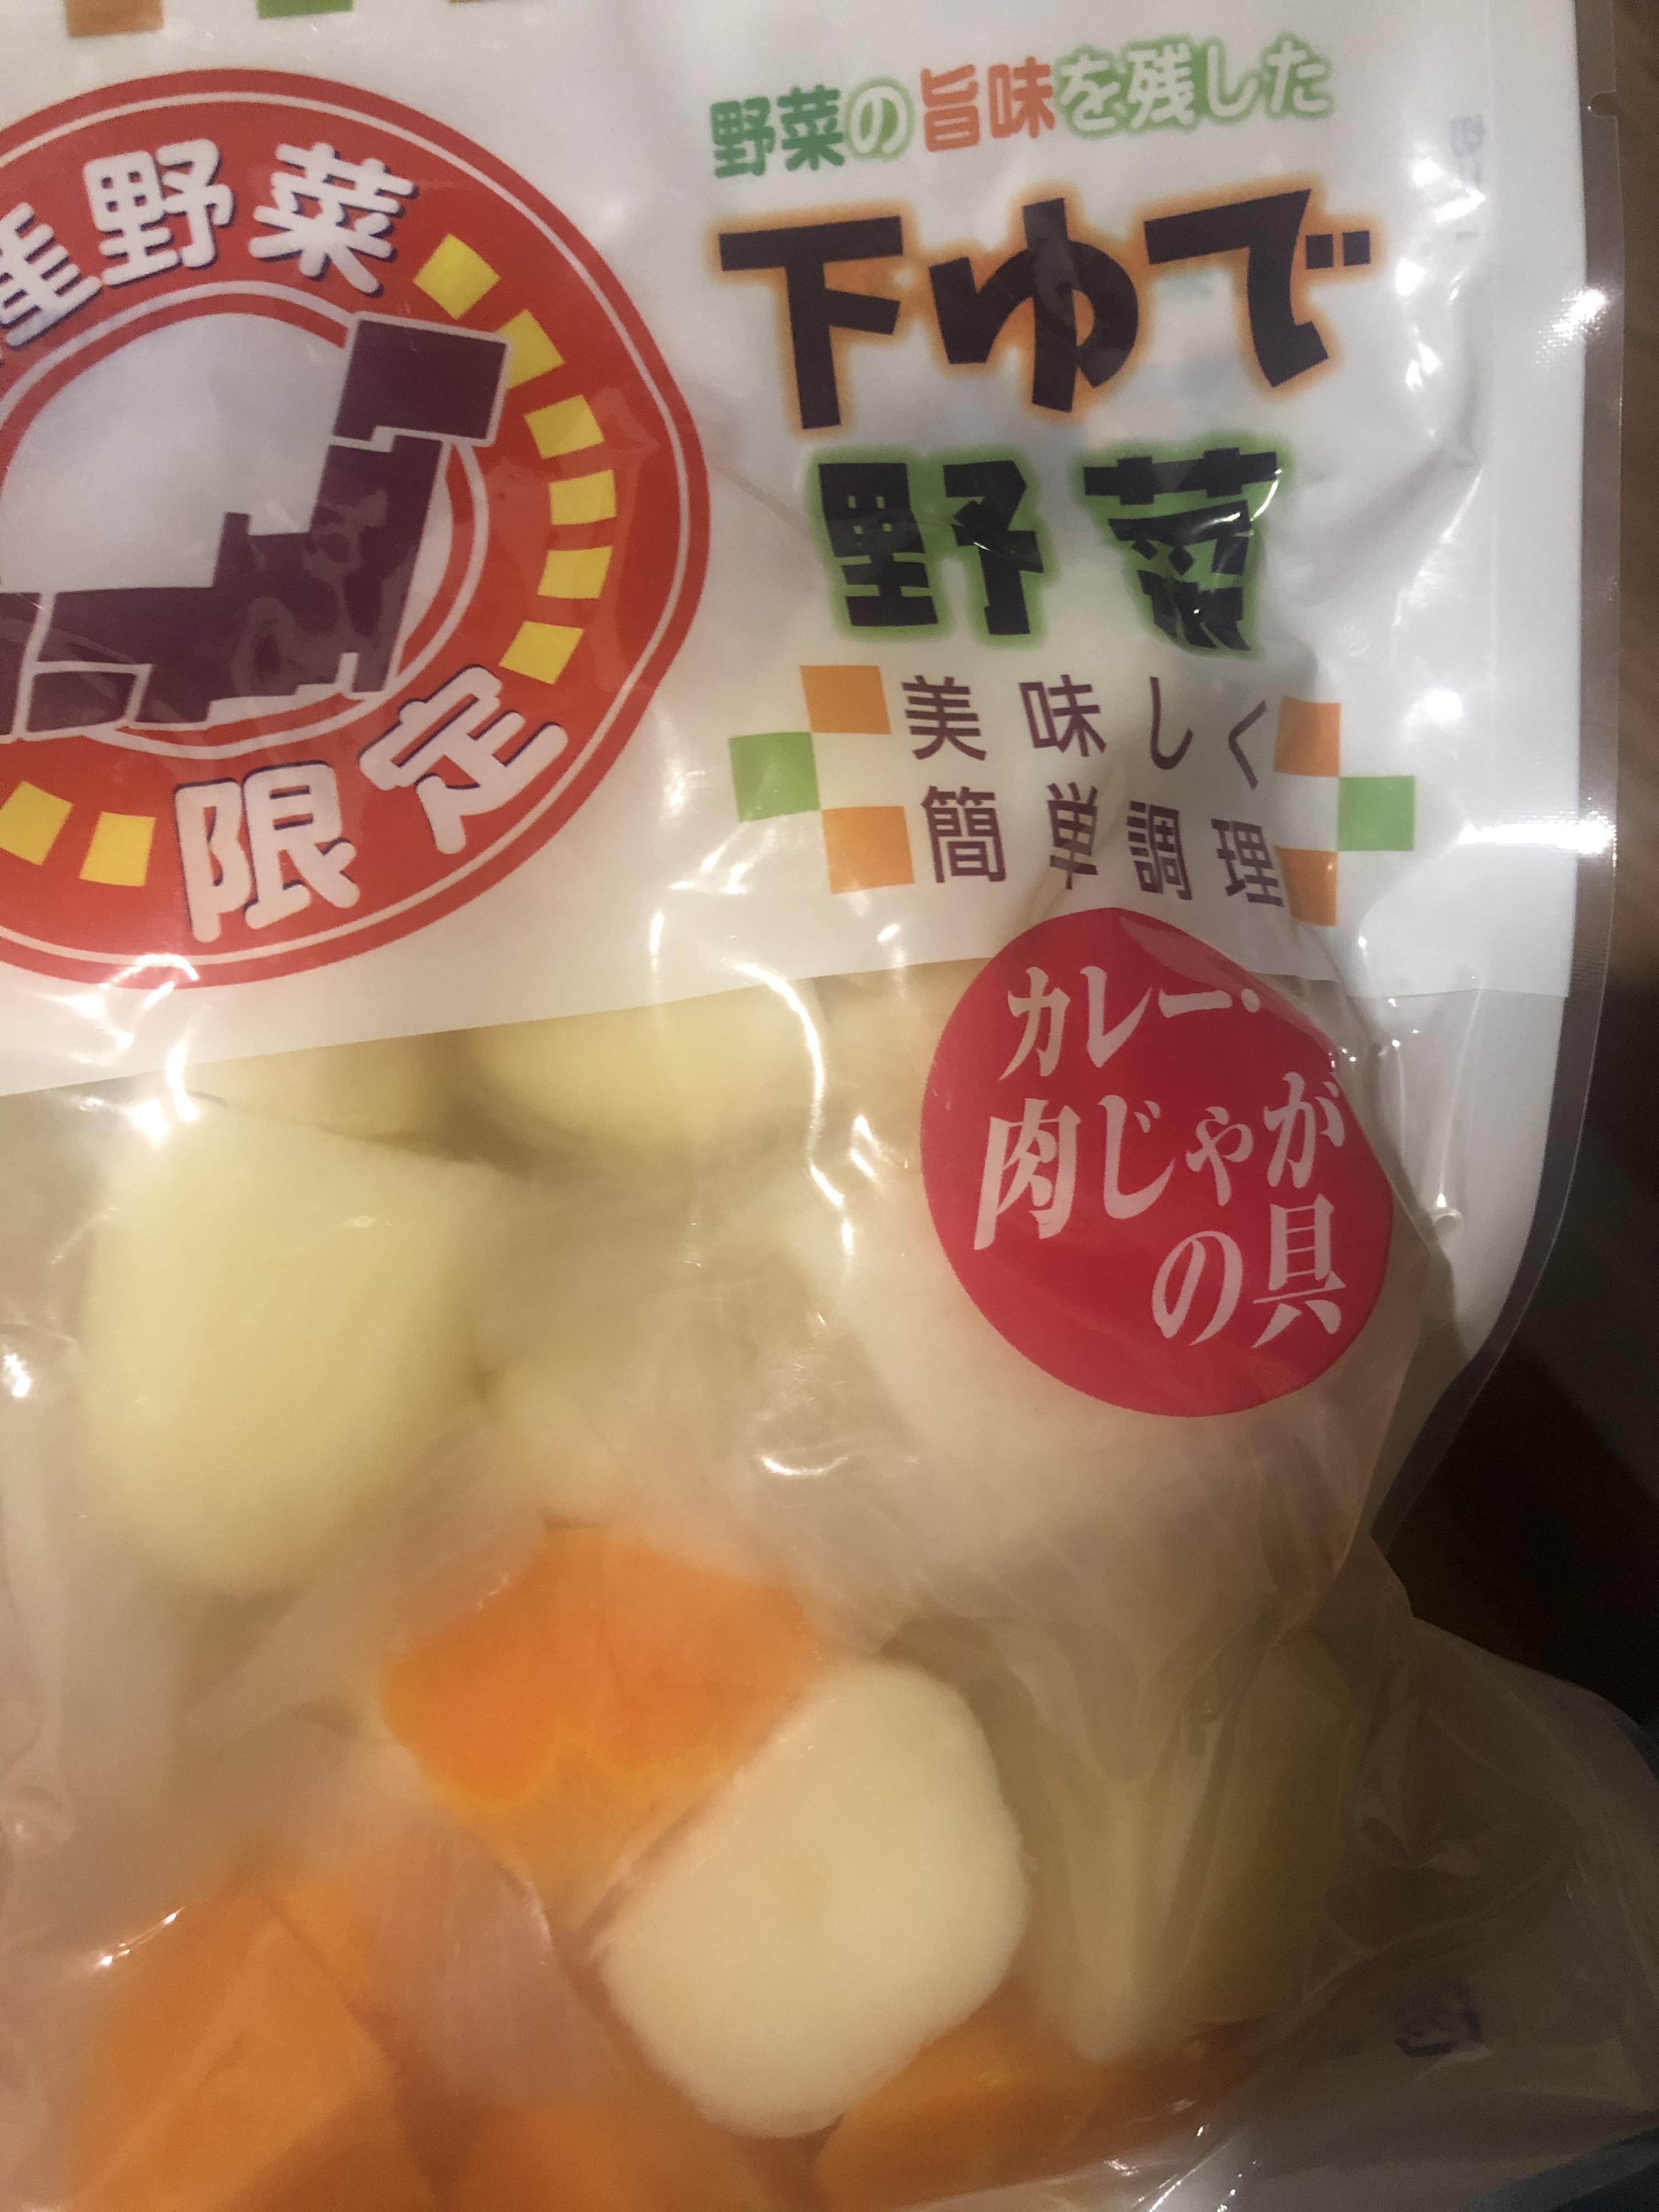 野菜の旨味を残した
下ゆで
野菜
美味しく
簡単調理
産野菜
限定
カレー・
肉じゃが
の具